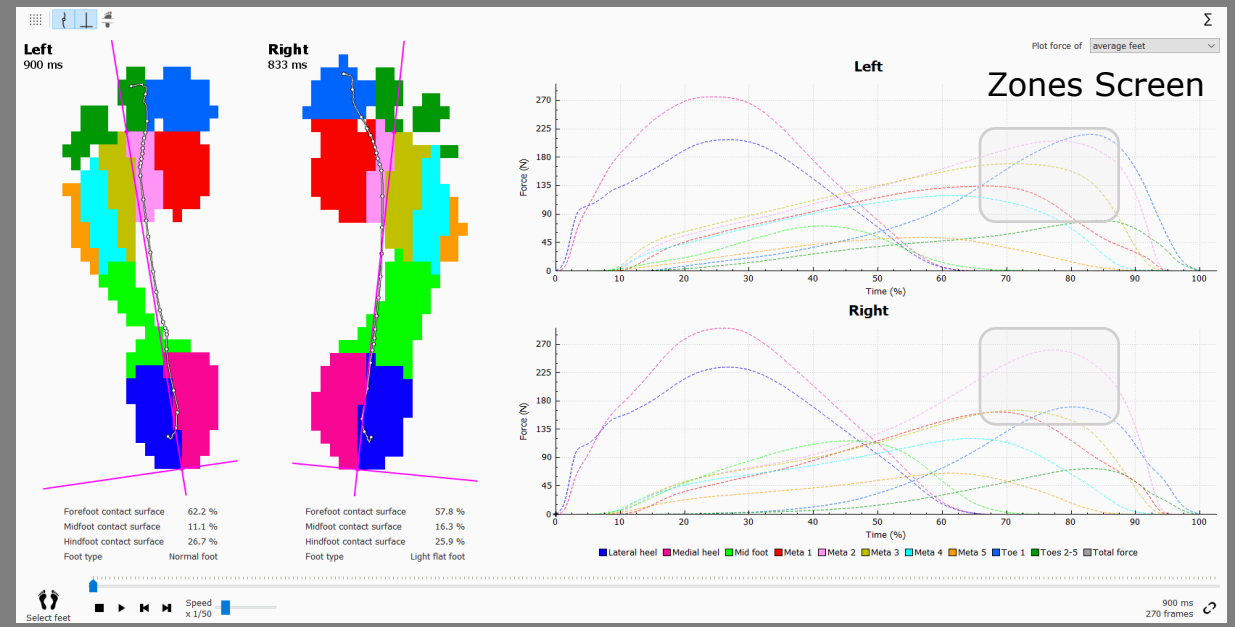 Σ
Left
900 ms
Right
833 ms
Plot force of average feet
Zones Screen
Left
Force (N)
270
225
180
135
90
45
0
0 10 20 30 40 50 60 70 80 90 100
Time (%)
Right
Force (N)
270
225
180
135
90
45
0
0 10 20 30 40 50 60 70 80 90 100
Time (%)
Lateral heel Medial heel Mid foot Meta 1 Meta 2 Meta 3 Meta 4 Meta 5 Toe 1 Toes 2-5 Total force
Forefoot contact surface 62.2 %
Midfoot contact surface 11.1 %
Hindfoot contact surface 26.7 %
Foot type Normal foot
Forefoot contact surface 57.8 %
Midfoot contact surface 16.3 %
Hindfoot contact surface 25.9 %
Foot type Light flat foot
Select feet
Speed
x 1/50
900 ms
270 frames